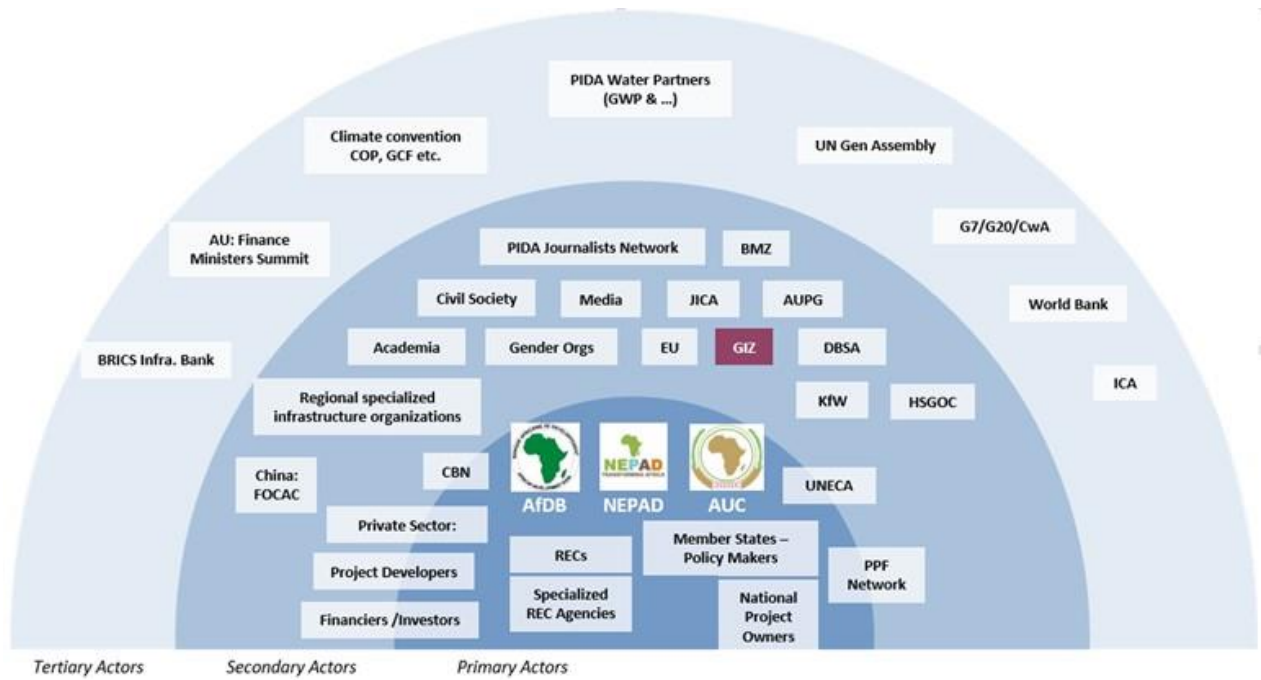 PIDA Water Partners
(GWP & ...)
Climate convention
COP, GCF etc.
UN Gen Assembly
G7/G20/CwA
AU: Finance
Ministers Summit
PIDA Journalists Network
BMZ
Civil Society
Media
JICA
AUPG
World Bank
BRICS Infra. Bank
Academia
Gender Orgs
EU
GIZ
DBSA
ICA
Regional specialized
infrastructure organizations
KfW
HSGOC
China:
FOCAC
CBN
NEPAD
TRANSFORMING AFRICA
AfDB
NEPAD
AUC
UNECA
Private Sector:
Project Developers
Financiers /Investors
RECs
Specialized
REC Agencies
Member States –
Policy Makers
National
Project
Owners
PPF
Network
Tertiary Actors
Secondary Actors
Primary Actors